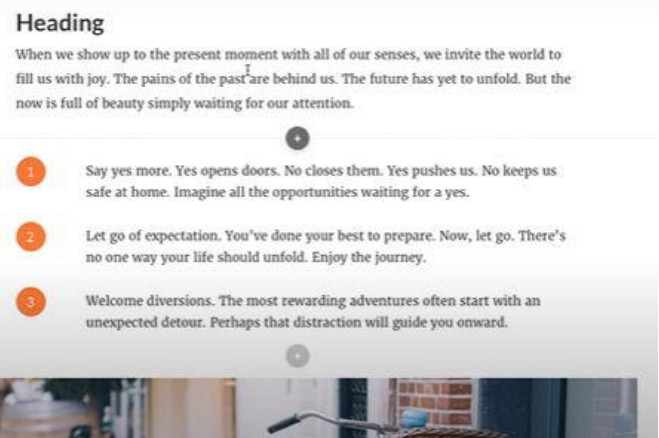 Heading
When we show up to the present moment with all of our senses, we invite the world to
fill us with joy. The pains of the past are behind us. The future has yet to unfold. But the
now is full of beauty simply waiting for our attention.
+
1 Say yes more. Yes opens doors. No closes them. Yes pushes us. No keeps us
safe at home. Imagine all the opportunities waiting for a yes.
2 Let go of expectation. You've done your best to prepare. Now, let go. There's
no one way your life should unfold. Enjoy the journey.
3 Welcome diversions. The most rewarding adventures often start with an
unexpected detour. Perhaps that distraction will guide you onward.
+